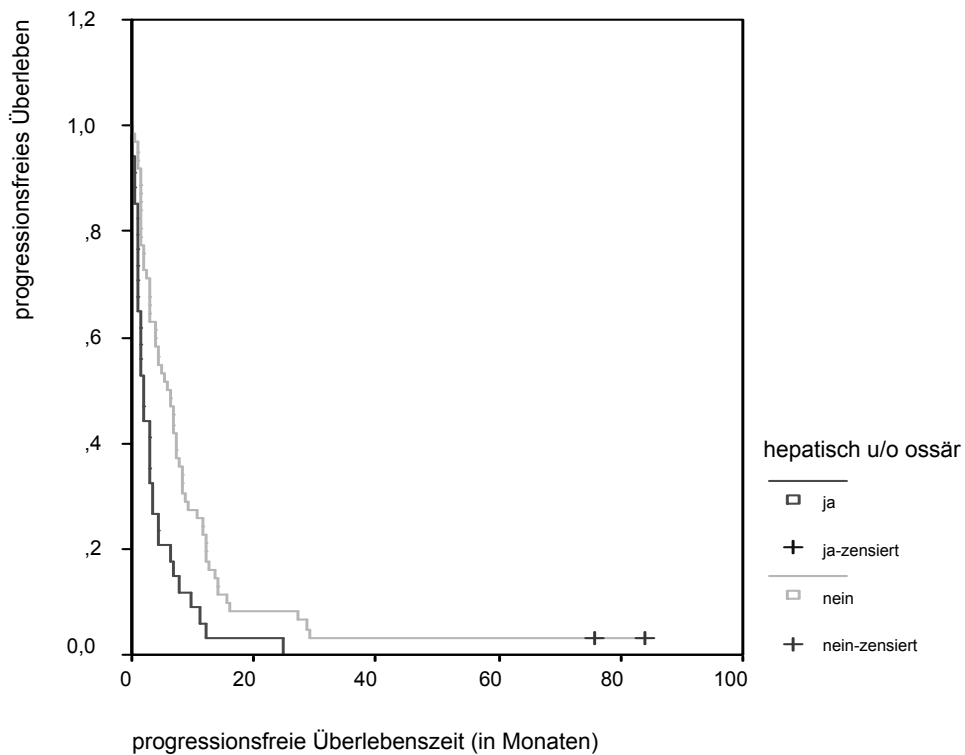 progressionsfreies Überleben
1,2
1,0
,8
,6
,4
,2
0,0
0 20 40 60 80 100
progressionsfreie Überlebenszeit (in Monaten)
hepatisch u/o ossär
ja
ja-zensiert
nein
nein-zensiert